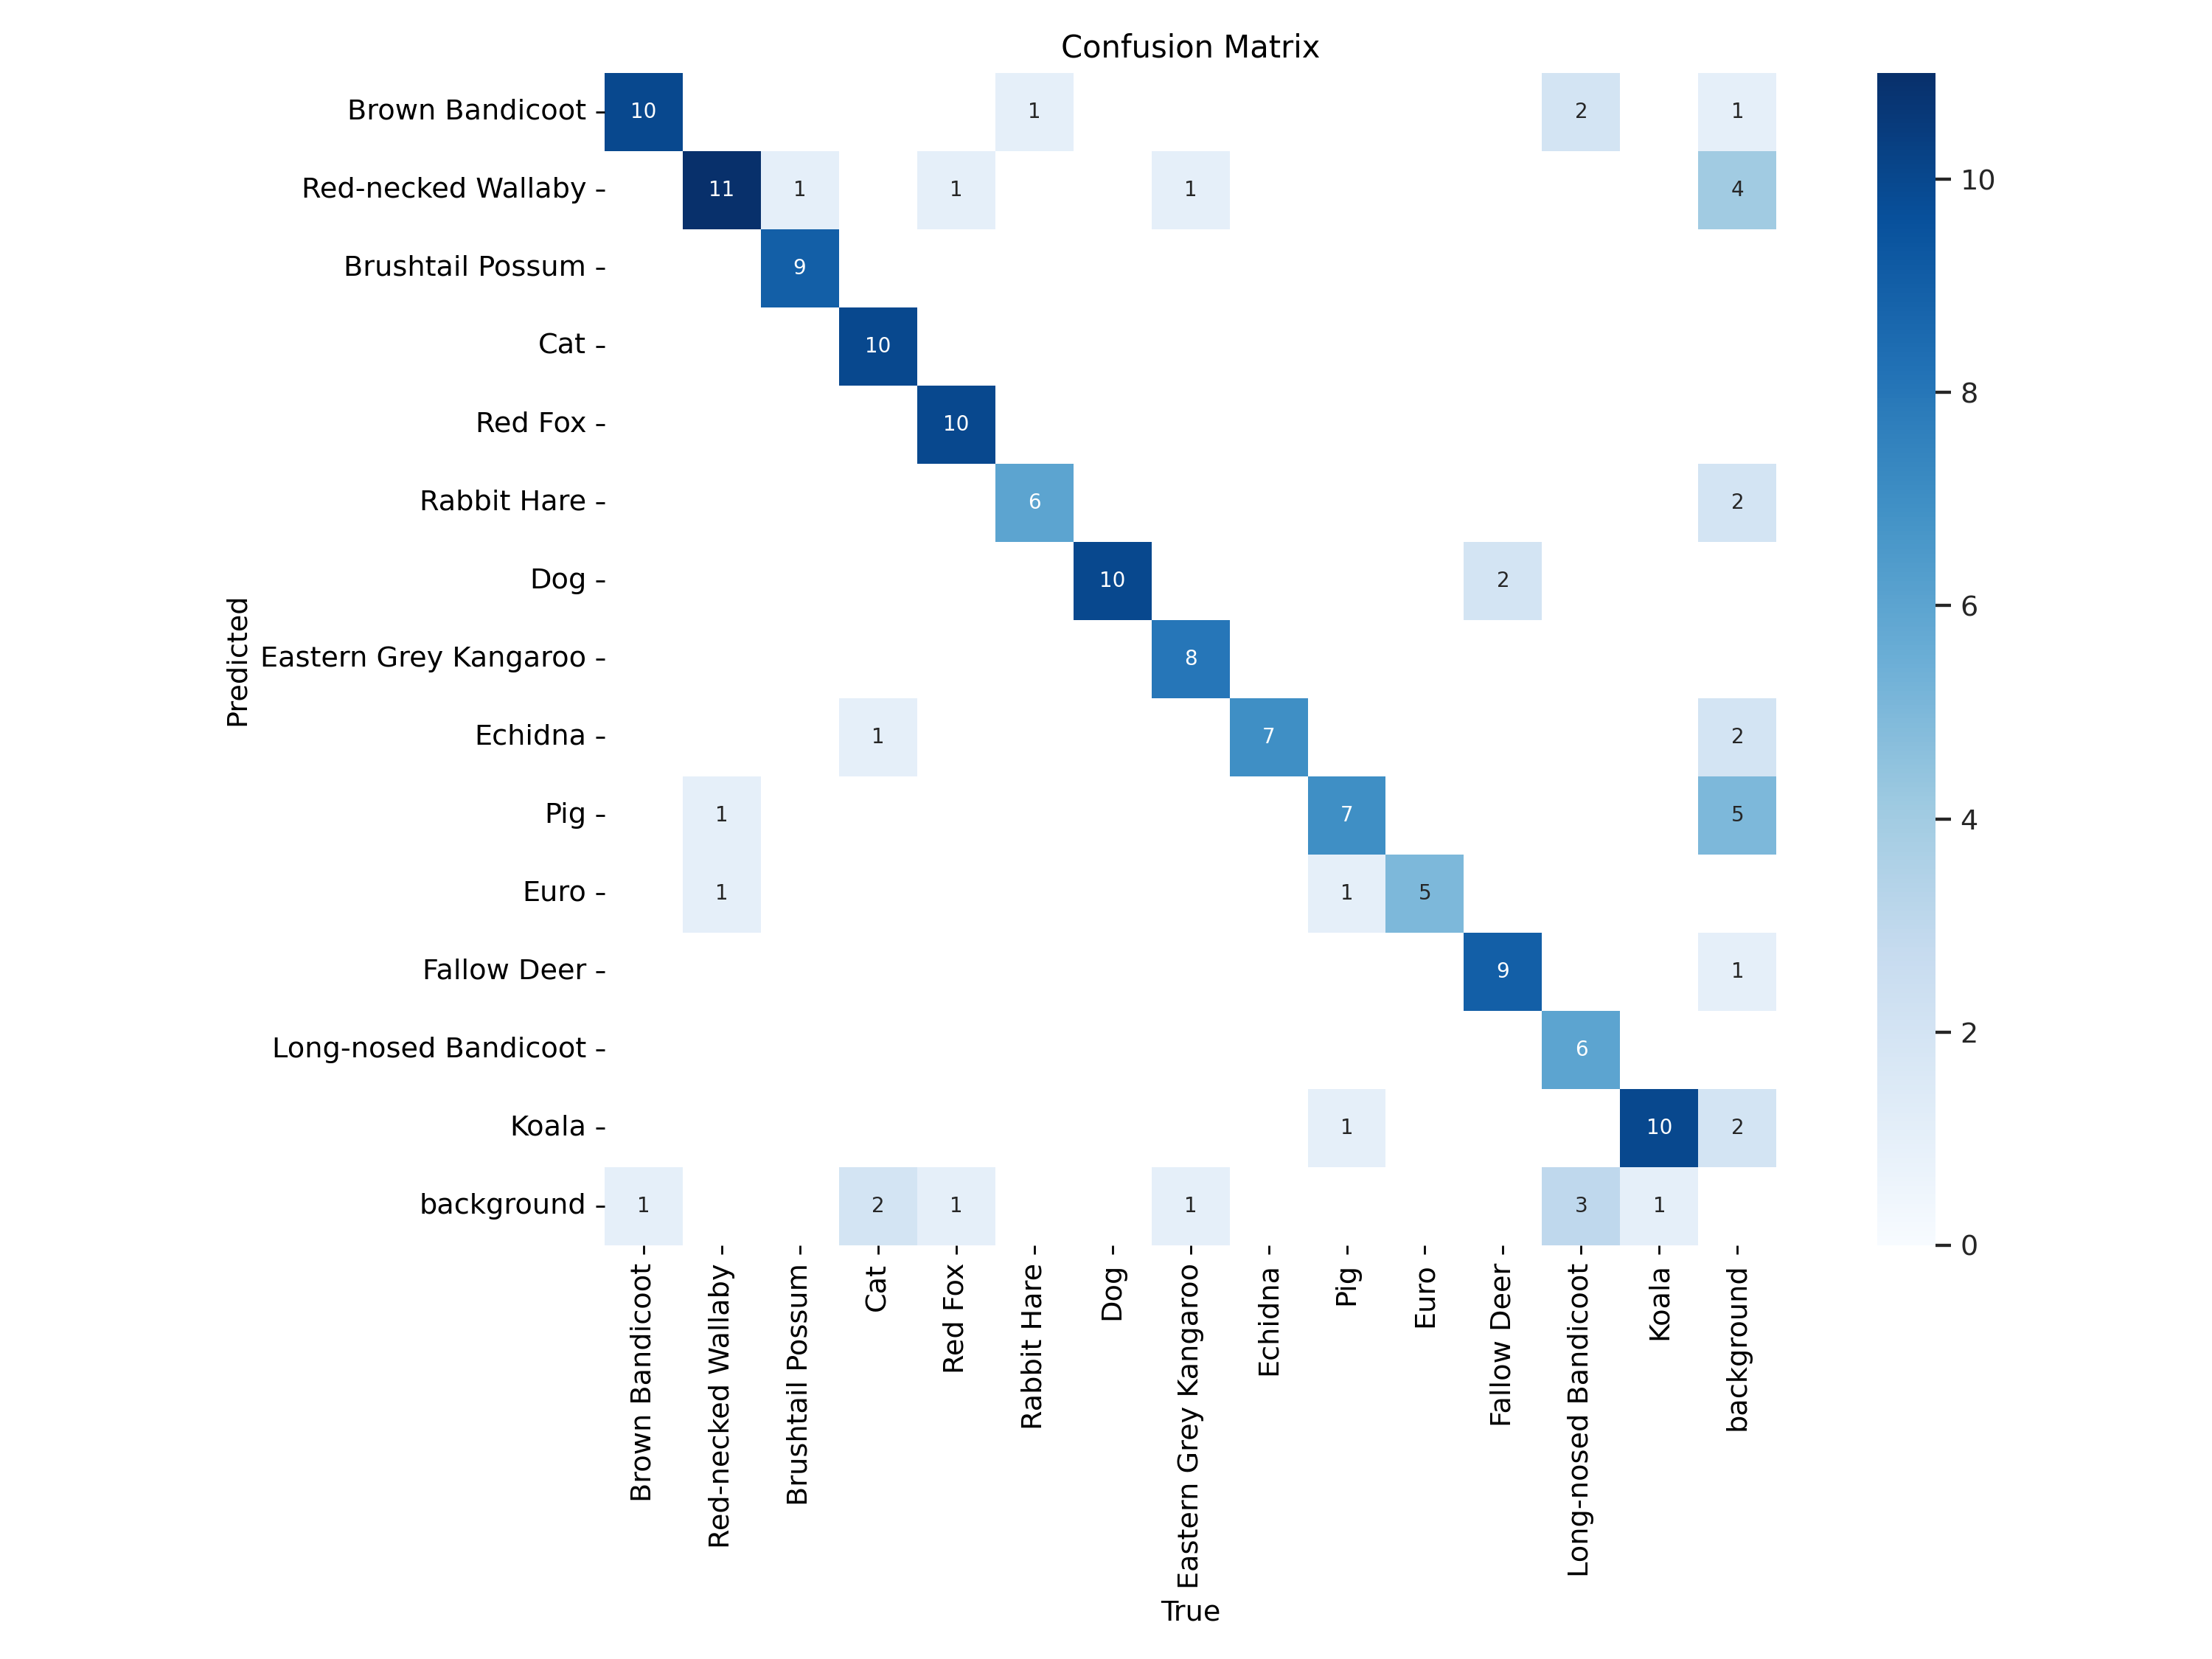 Confusion Matrix
Brown Bandicoot 10 1 2 1
Red-necked Wallaby 11 1 1 1 4 10
Brushtail Possum 9
Cat 10
Red Fox 10 8
Rabbit Hare 6 2
Dog 10 2 6
Predicted
Eastern Grey Kangaroo 8
Echidna 1 7 2
Pig 1 7 5 4
Euro 1 1 5
Fallow Deer 9 1
Long-nosed Bandicoot 6 2
Koala 1 10 2
background 1 2 1 1 3 1 0
Brown Bandicoot
Red-necked Wallaby
Brushtail Possum
Cat
Red Fox
Rabbit Hare
Dog
Eastern Grey Kangaroo
Echidna
Pig
Euro
Fallow Deer
Long-nosed Bandicoot
Koala
background
True